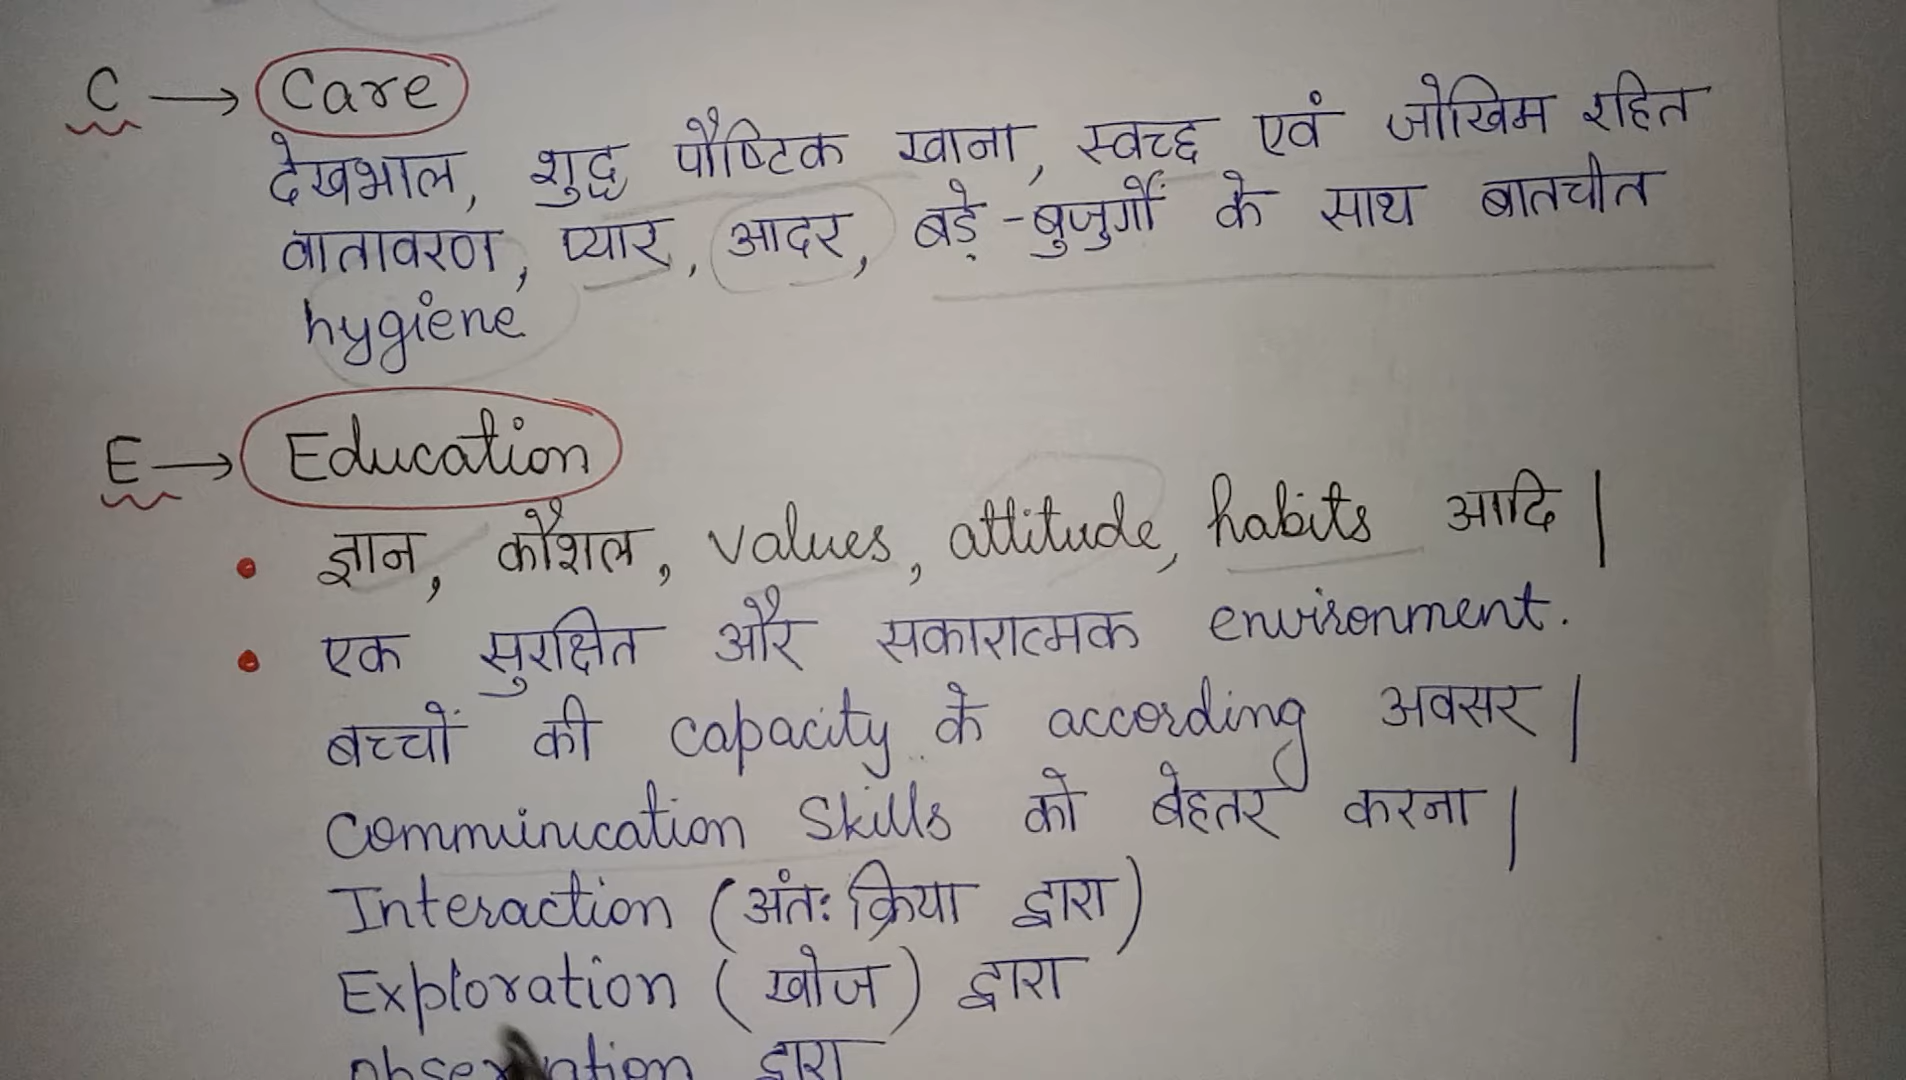 C → Care
देखभाल, शुद्ध पौष्टिक खाना, स्वच्छ एवं जोखिम रहित
वातावरण, प्यार, आदर, बड़े-बुजुर्गों के साथ बातचीत
hygiene
E → Education
• ज्ञान, कौशल, values, attitude, habits आदि |
• एक सुरक्षित और सकारात्मक environment.
बच्चों की capacity के according अवसर |
Communication Skills को बेहतर करना |
Interaction (अंतः क्रिया द्वारा)
Exploration (खोज) द्वारा
observation द्वारा